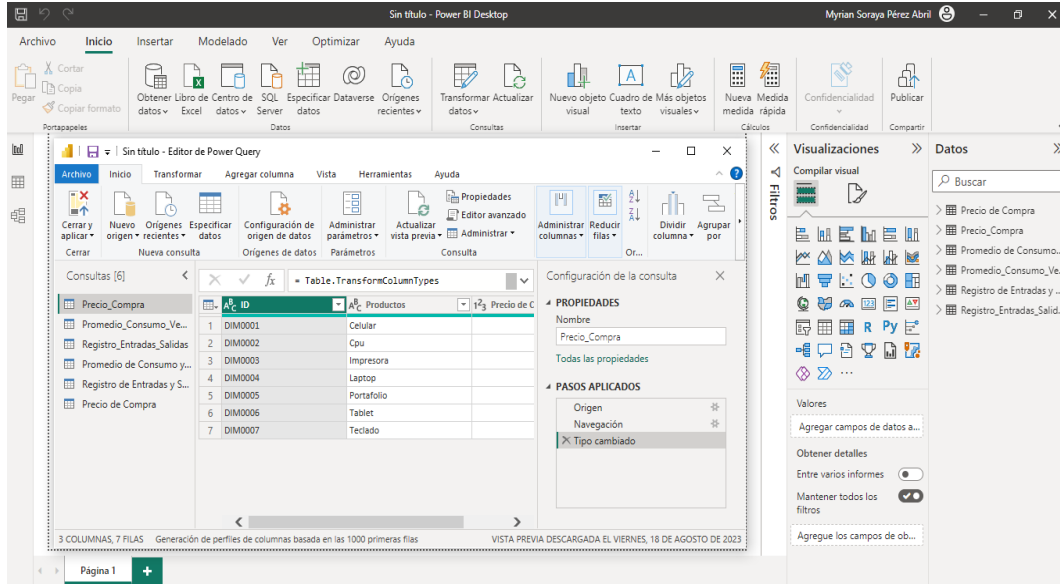 Sin título - Power BI Desktop
Myrian Soraya Pérez Abril
Archivo Inicio Insertar Modelado Ver Optimizar Ayuda
Pegar
Cortar
Copia
Copiar formato
Portapapeles
Obtener datos
Libro de Excel
Centro de datos
SQL Server
Especificar datos
Dataverse
Orígenes recientes
Datos
Transformar datos
Actualizar
Consultas
Nuevo objeto visual
Cuadro de texto
Más objetos visuales
Insertar
Nueva medida
Medida rápida
Cálculos
Confidencialidad
Confidencialidad
Publicar
Compartir
Sin título - Editor de Power Query
Archivo Inicio Transformar Agregar columna Vista Herramientas Ayuda
Cerrar y aplicar
Cerrar
Nuevo origen
Orígenes recientes
Especificar datos
Nueva consulta
Configuración de origen de datos
Orígenes de datos
Administrar parámetros
Parámetros
Actualizar vista previa
Propiedades
Editor avanzado
Administrar
Consulta
Administrar columnas
Reducir filas
Or...
Dividir columna
Agrupar por
Consultas [6]
Precio_Compra
Promedio_Consumo_Ve...
Registro_Entradas_Salidas
Promedio de Consumo y...
Registro de Entradas y S...
Precio de Compra
fx = Table.TransformColumnTypes
ABC ID ABC Productos 123 Precio de C
1 DIM0001 Celular
2 DIM0002 Cpu
3 DIM0003 Impresora
4 DIM0004 Laptop
5 DIM0005 Portafolio
6 DIM0006 Tablet
7 DIM0007 Teclado
Configuración de la consulta
PROPIEDADES
Nombre
Precio_Compra
Todas las propiedades
PASOS APLICADOS
Origen
Navegación
Tipo cambiado
3 COLUMNAS, 7 FILAS Generación de perfiles de columnas basada en las 1000 primeras filas VISTA PREVIA DESCARGADA EL VIERNES, 18 DE AGOSTO DE 2023
Filtros
Visualizaciones
Compilar visual
123
R Py
Valores
Agregar campos de datos a...
Obtener detalles
Entre varios informes
Mantener todos los filtros
Agregue los campos de ob...
Datos
Buscar
Precio de Compra
Precio_Compra
Promedio de Consumo...
Promedio_Consumo_Ve...
Registro de Entradas y ...
Registro_Entradas_Salid...
Página 1